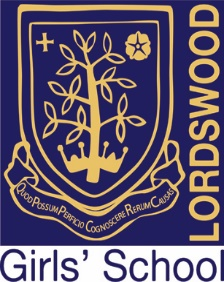 LORDSWOOD
QUOD POSSUM PERFICIO COGNOSCERE RERUM CAUSAS
Girls' School